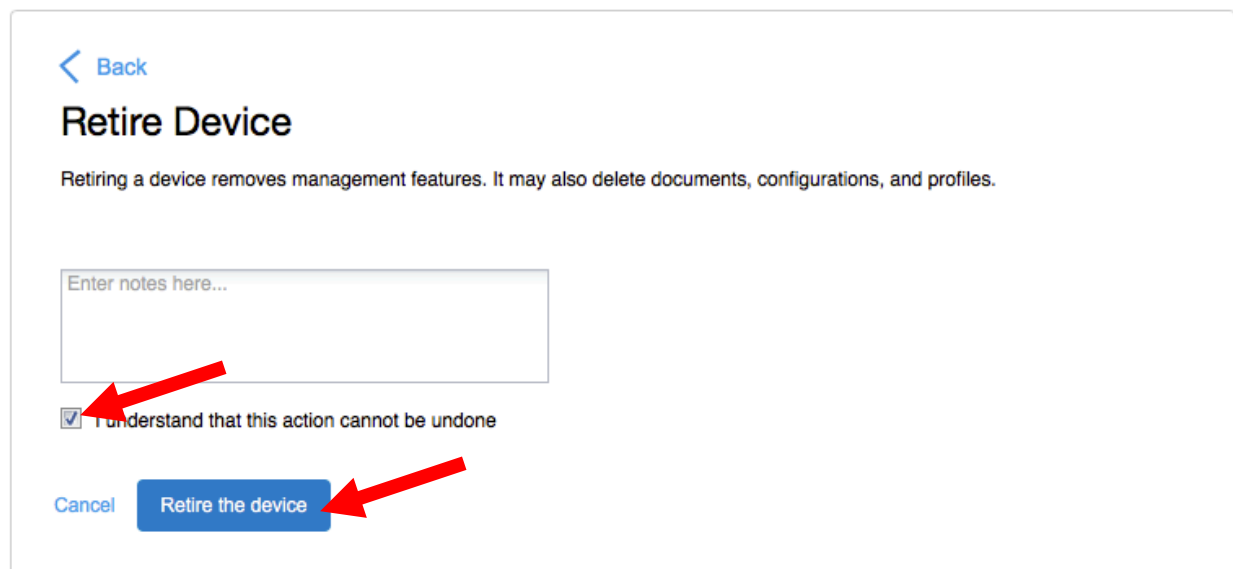 Back
Retire Device
Retiring a device removes management features. It may also delete documents, configurations, and profiles.
Enter notes here...
I understand that this action cannot be undone
Cancel
Retire the device